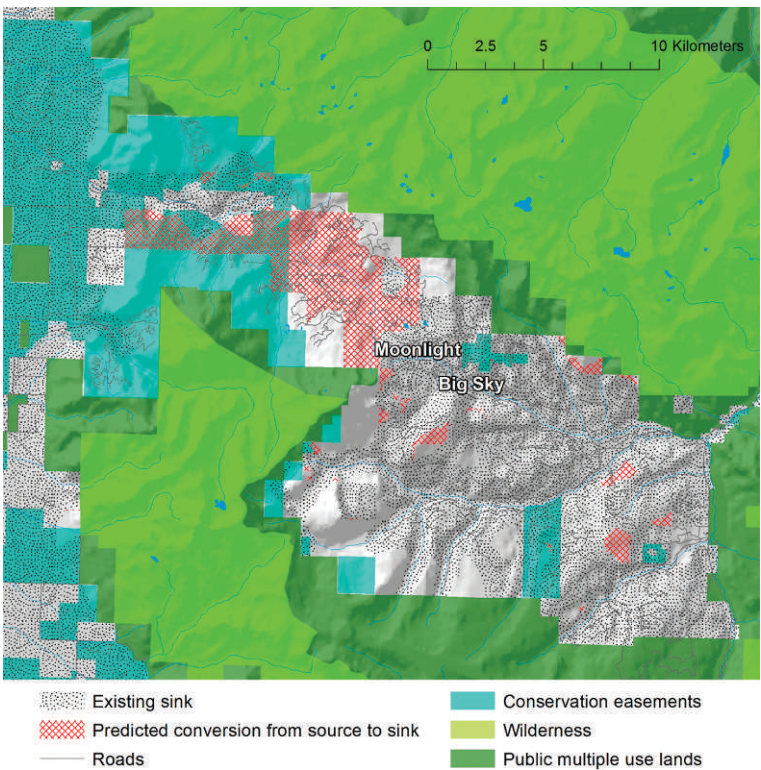 0 2.5 5 10 Kilometers
Moonlight
Big Sky
Existing sink
Predicted conversion from source to sink
Roads
Conservation easements
Wilderness
Public multiple use lands